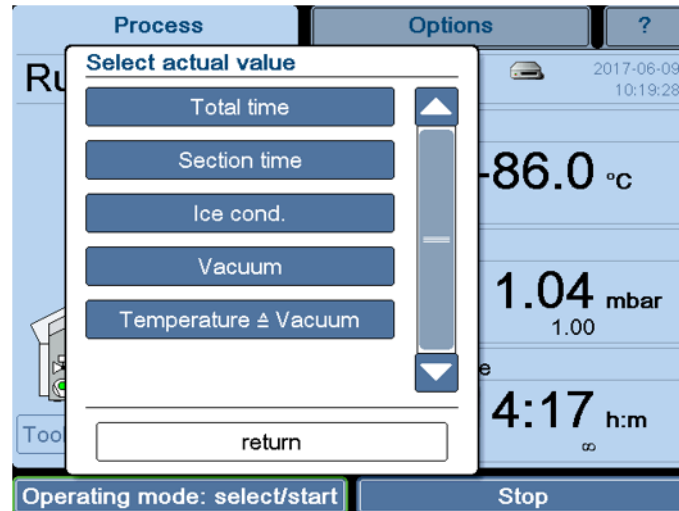 Process
Options
?
Select actual value
Ru
2017-06-09
10:19:28
Total time
Section time
Ice cond.
Vacuum
Temperature ≙ Vacuum
return
-86.0 °C
1.04 mbar
1.00
e
4:17 h:m
∞
Tool
Operating mode: select/start
Stop